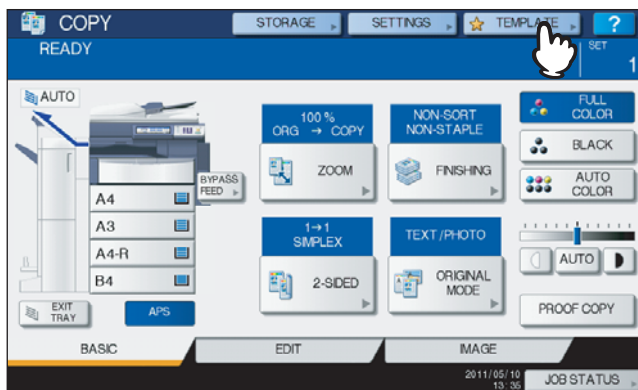 COPY
STORAGE
SETTINGS
TEMPLATE
?
READY
SET
1
AUTO
BYPASS
FEED
A4
A3
A4-R
B4
EXIT
TRAY
APS
100 %
ORG → COPY
ZOOM
NON-SORT
NON-STAPLE
FINISHING
1→1
SIMPLEX
2-SIDED
TEXT/PHOTO
ORIGINAL
MODE
FULL
COLOR
BLACK
AUTO
COLOR
AUTO
PROOF COPY
BASIC
EDIT
IMAGE
2011/05/10
13:35
JOB STATUS